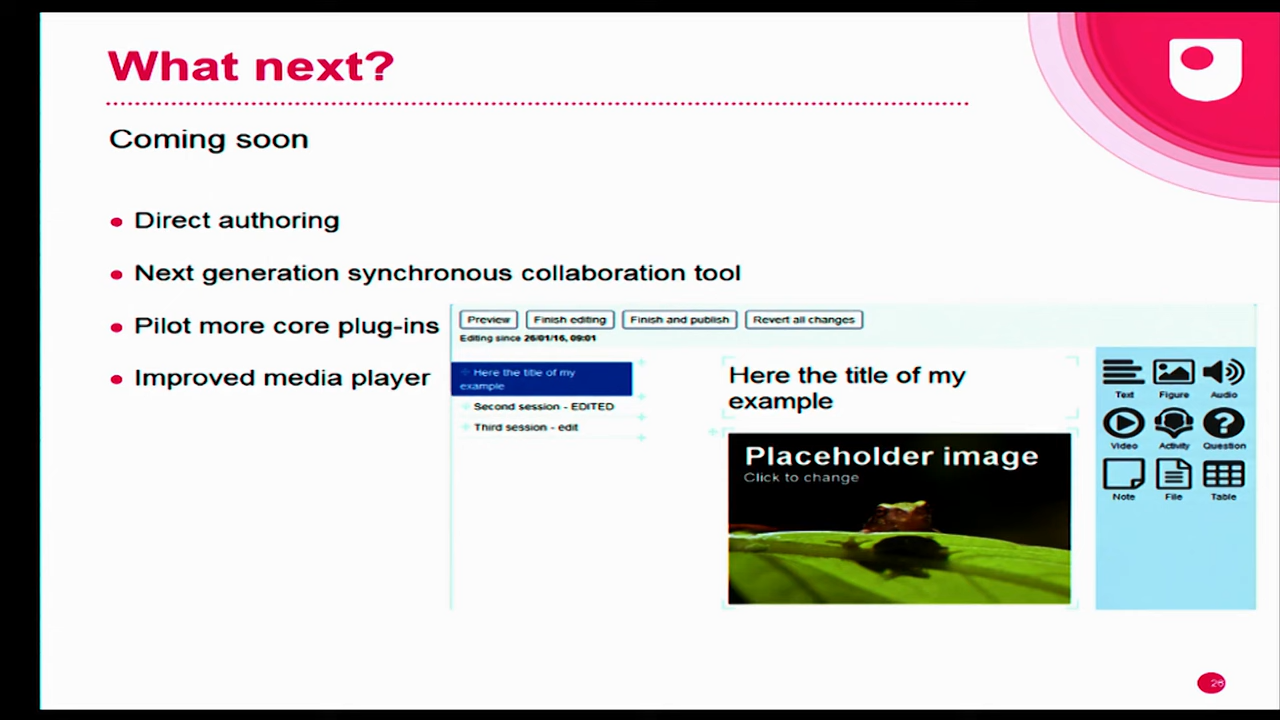 What next?
Coming soon
Direct authoring
Next generation synchronous collaboration tool
Pilot more core plug-ins
Improved media player
Preview
Finish editing
Finish and publish
Revert all changes
Editing since 26/01/16, 09:01
Here the title of my
example
Second session - EDITED
Third session - edit
Here the title of my
example
Placeholder image
Click to change
Text
Figure
Audio
Video
Activity
Question
Note
File
Table